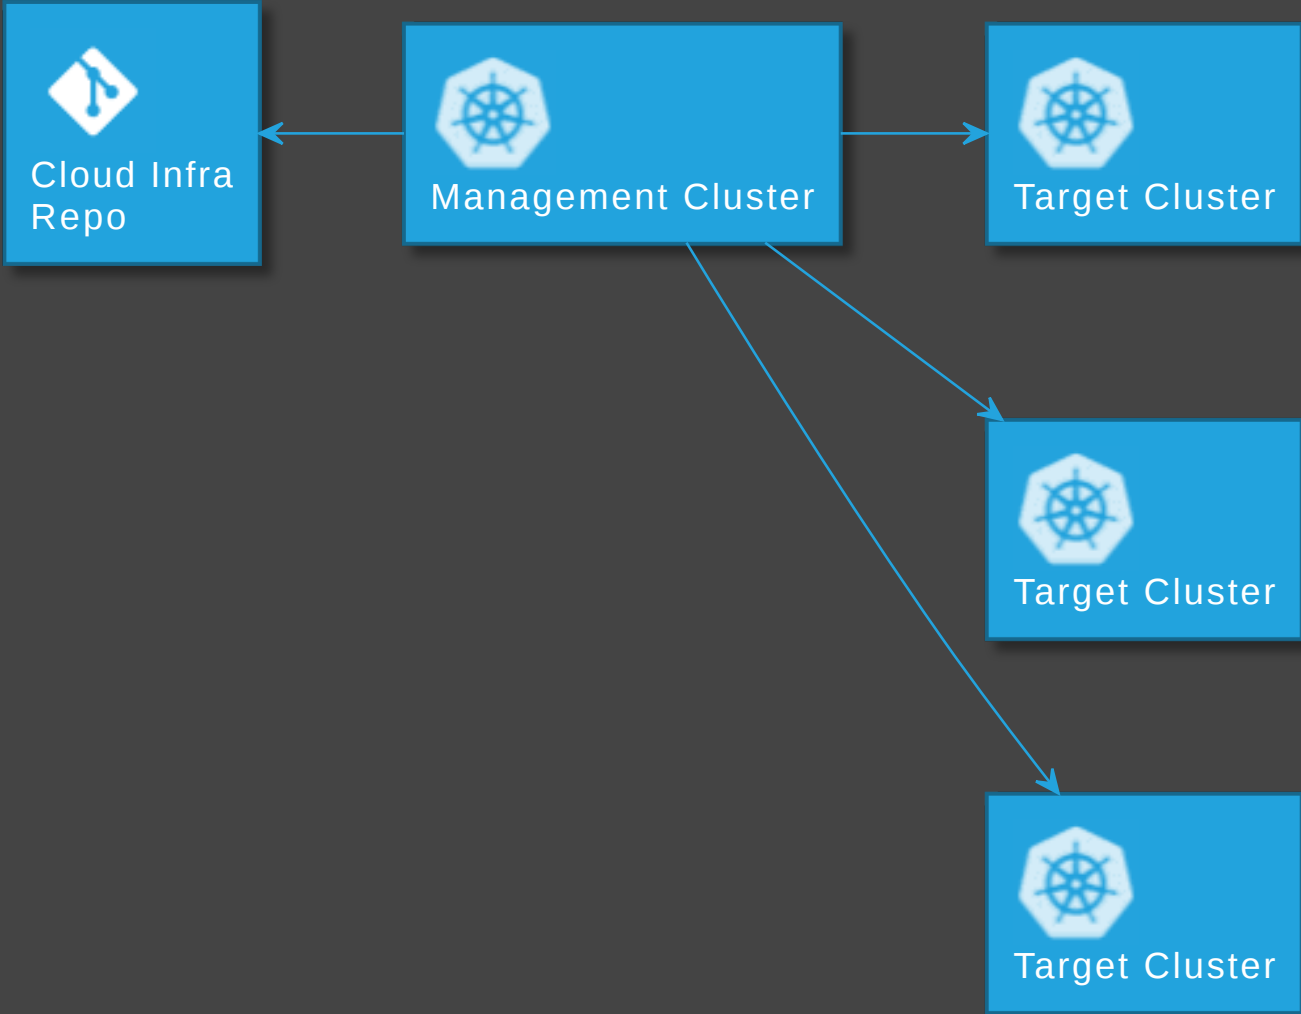 Cloud Infra
Repo
Management Cluster
Target Cluster
Target Cluster
Target Cluster